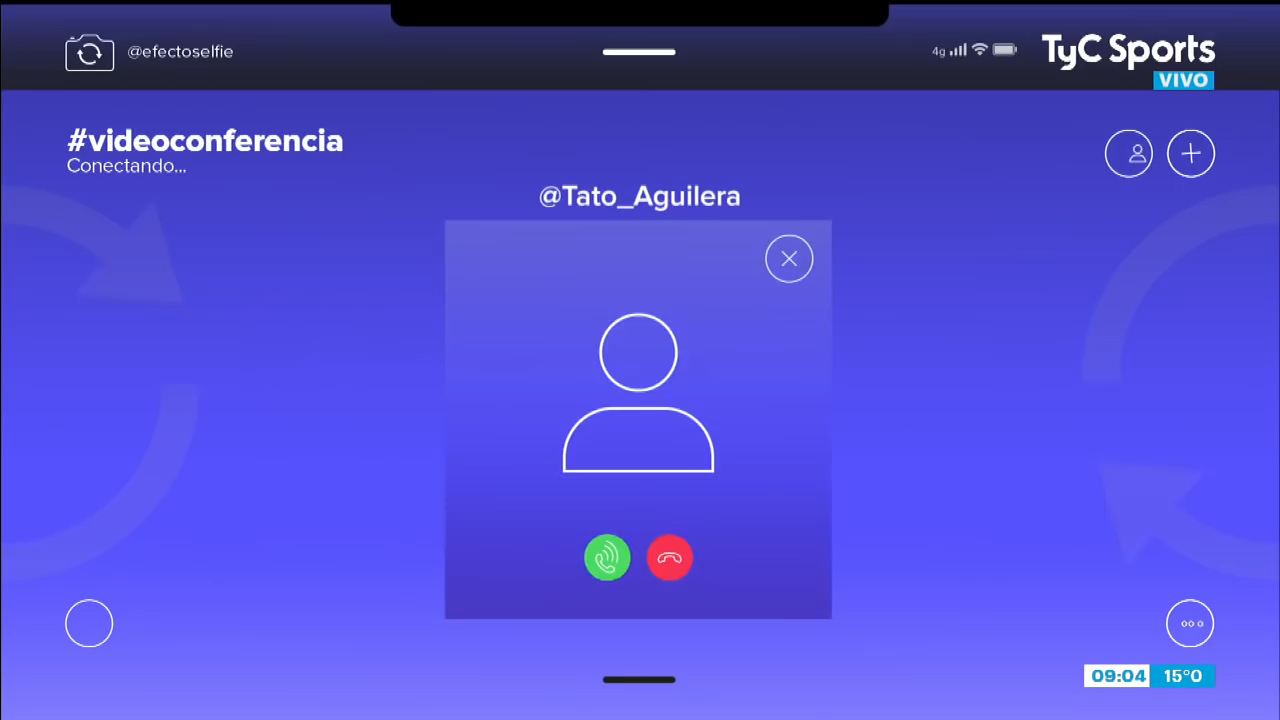 @efectoselfie
4g
TyC Sports
VIVO
#videoconferencia
Conectando...
@Tato_Aguilera
09:04 15°0